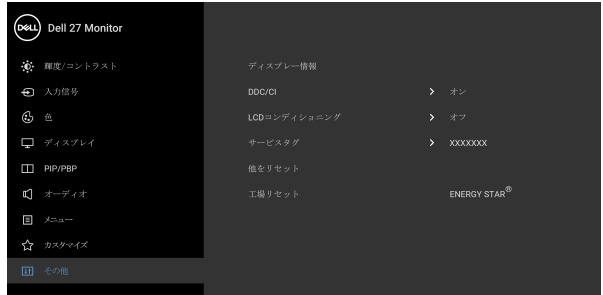 DELL Dell 27 Monitor
輝度/コントラスト
入力信号
色
ディスプレイ
PIP/PBP
オーディオ
メニュー
カスタマイズ
その他
ディスプレー情報
DDC/CI オン
LCDコンディショニング オフ
サービスタグ XXXXXXX
他をリセット
工場リセット ENERGY STAR®